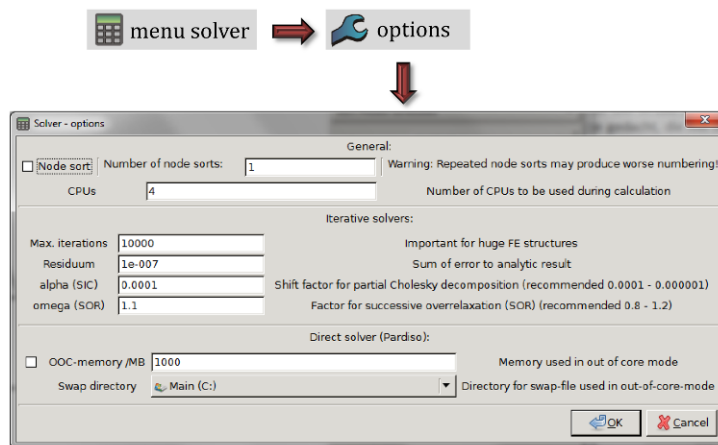 menu solver
options
Solver - options
General:
Node sort Number of node sorts: 1 Warning: Repeated node sorts may produce worse numbering!
CPUs 4 Number of CPUs to be used during calculation
Iterative solvers:
Max. iterations 10000 Important for huge FE structures
Residuum 1e-007 Sum of error to analytic result
alpha (SIC) 0.0001 Shift factor for partial Cholesky decomposition (recommended 0.0001 - 0.000001)
omega (SOR) 1.1 Factor for successive overrelaxation (SOR) (recommended 0.8 - 1.2)
Direct solver (Pardiso):
OOC-memory /MB 1000 Memory used in out of core mode
Swap directory Main (C:) Directory for swap-file used in out-of-core-mode
OK Cancel